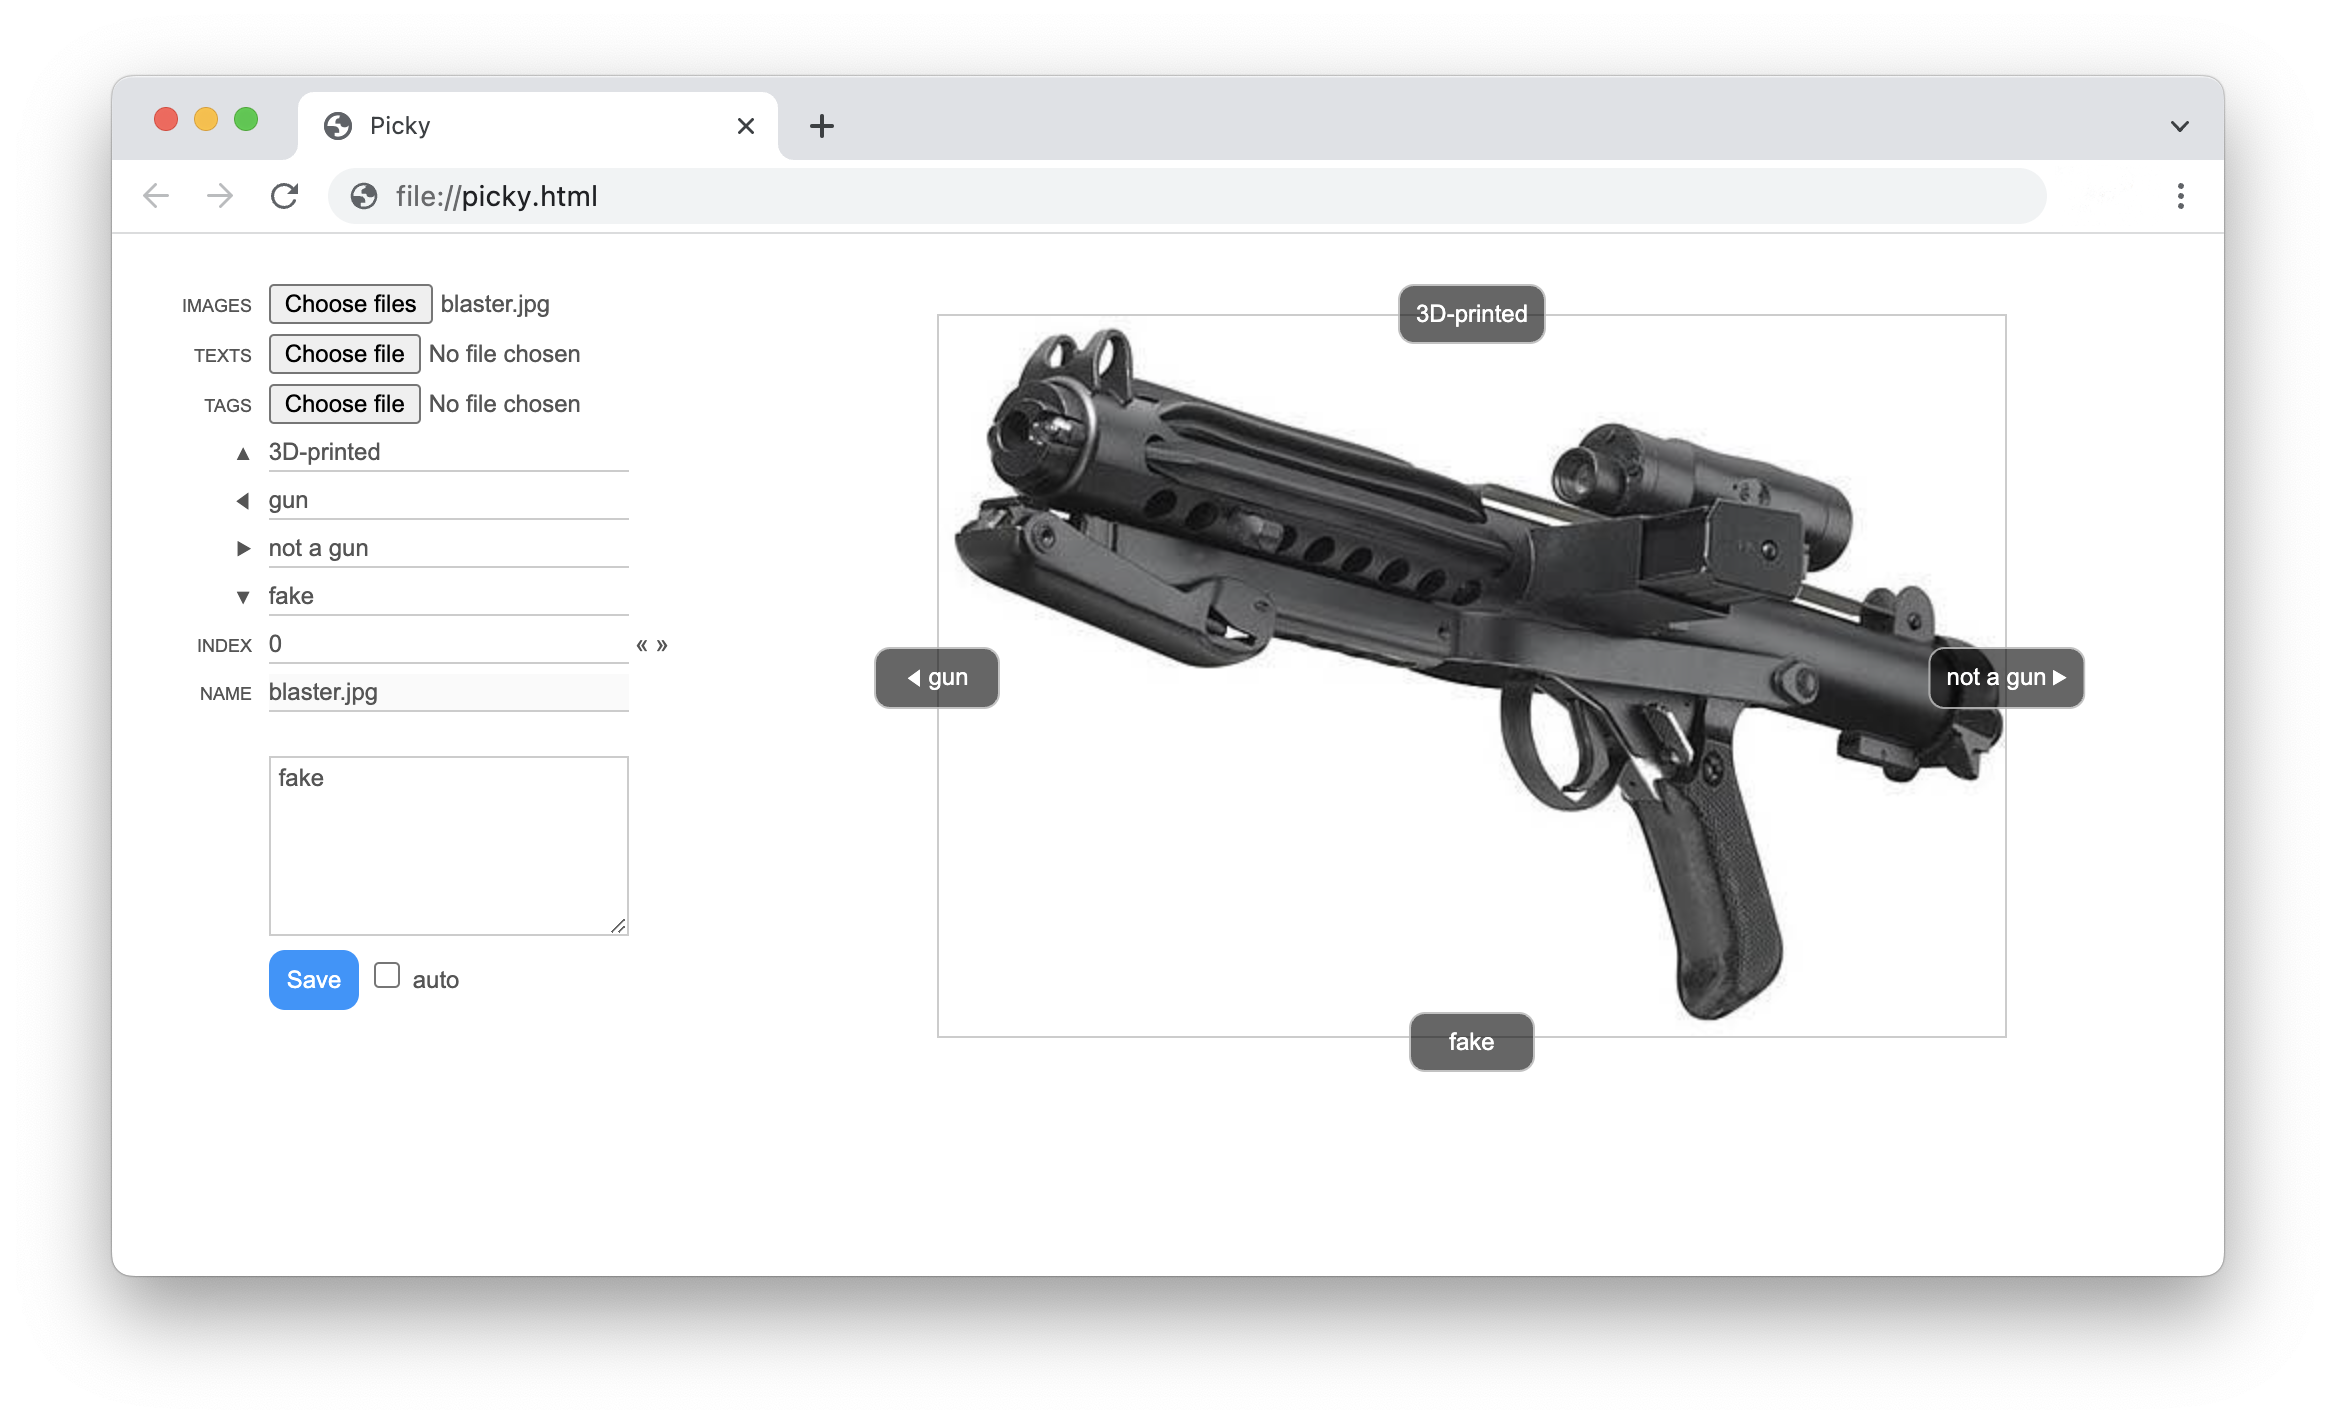 Picky
file://picky.html
IMAGES Choose files blaster.jpg
TEXTS Choose file No file chosen
TAGS Choose file No file chosen
▲ 3D-printed
◀ gun
▶ not a gun
▼ fake
INDEX 0 « »
NAME blaster.jpg
fake
Save auto
3D-printed
◀ gun
not a gun ▶
fake